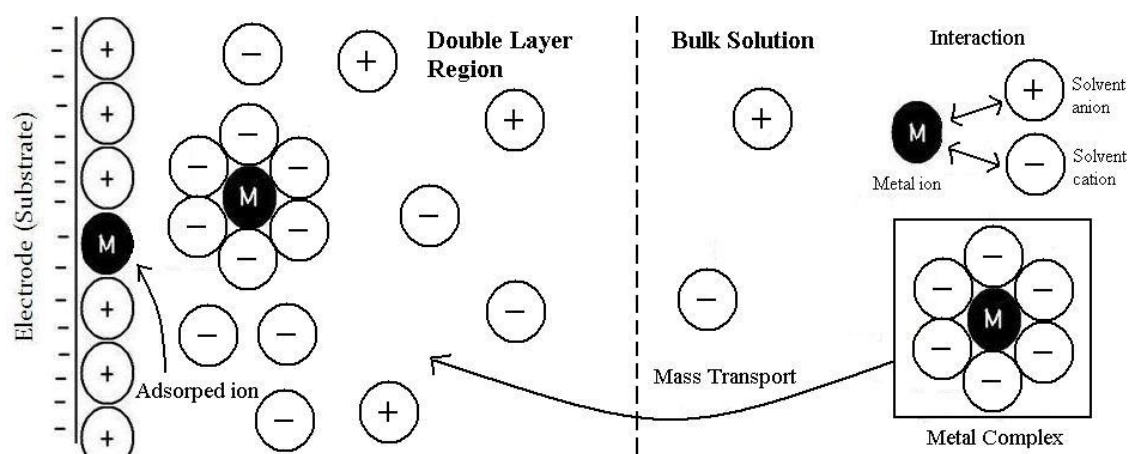 Electrode (Substrate)
Double Layer
Region
Bulk Solution
Interaction
Solvent
anion
Solvent
cation
M
Metal ion
M
M
Adsorped ion
Mass Transport
M
Metal Complex